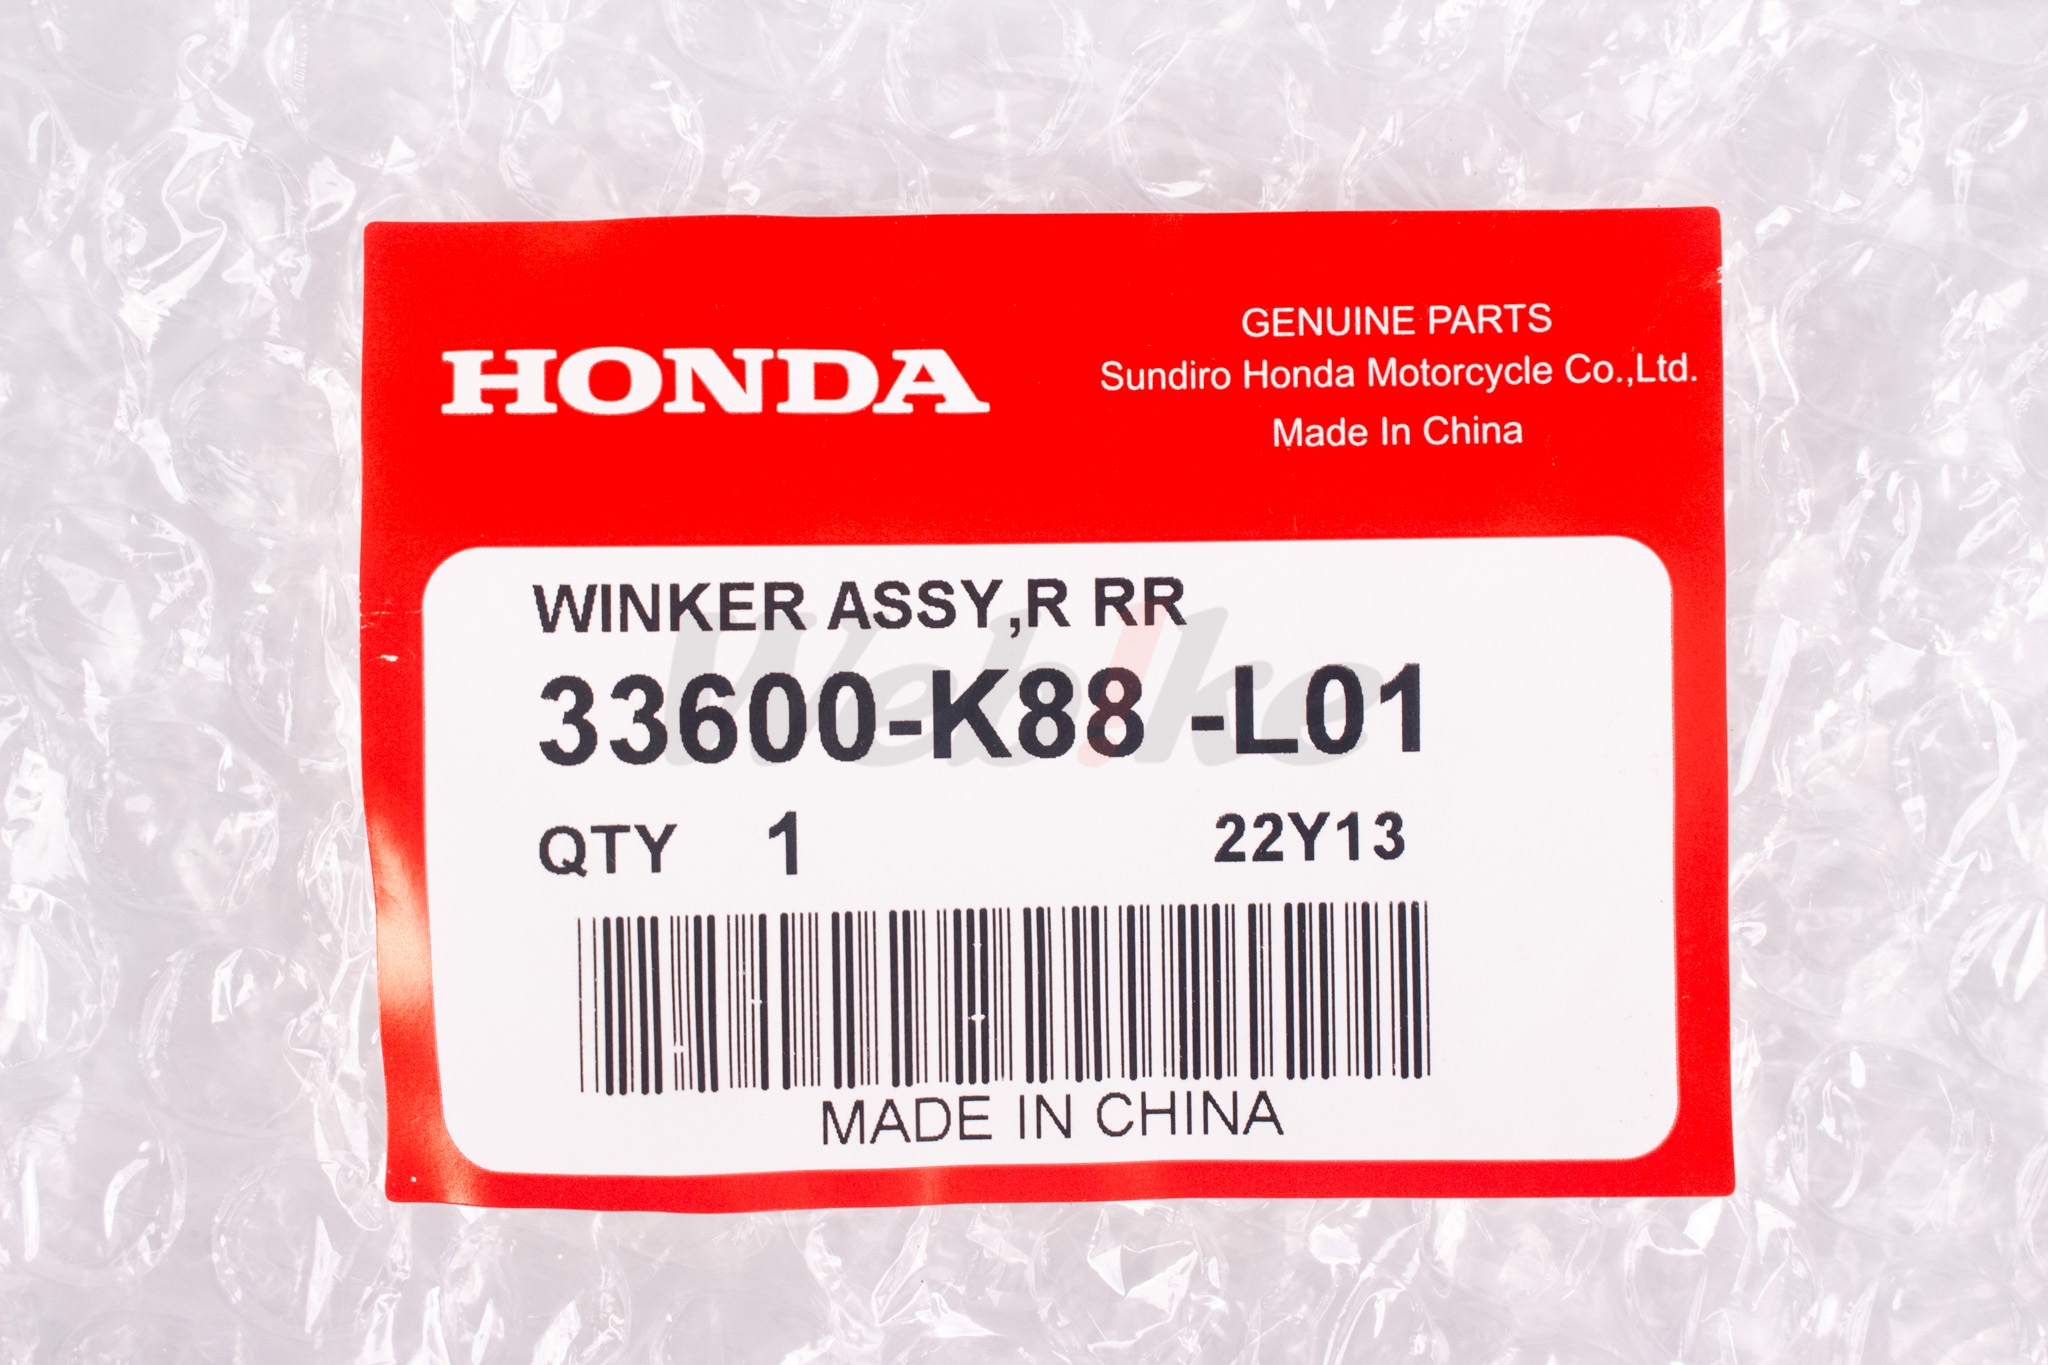 HONDA
GENUINE PARTS
Sundiro Honda Motorcycle Co.,Ltd.
Made In China
WINKER ASSY,R RR
33600-K88 -L01
Webike
QTY 1 22Y13
MADE IN CHINA